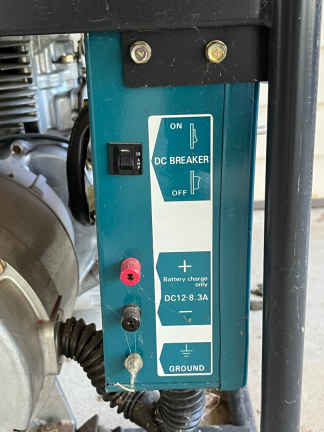 ON
DC BREAKER
OFF
+
Battery charge
only
DC12-8.3A
−
GROUND